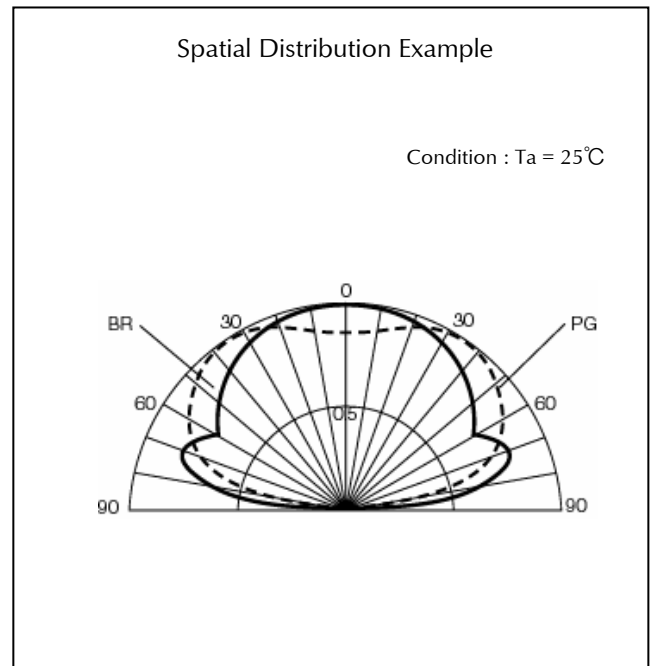 Spatial Distribution Example
Condition : Ta = 25℃
0
BR
30
30
PG
60
0.5
60
90
90